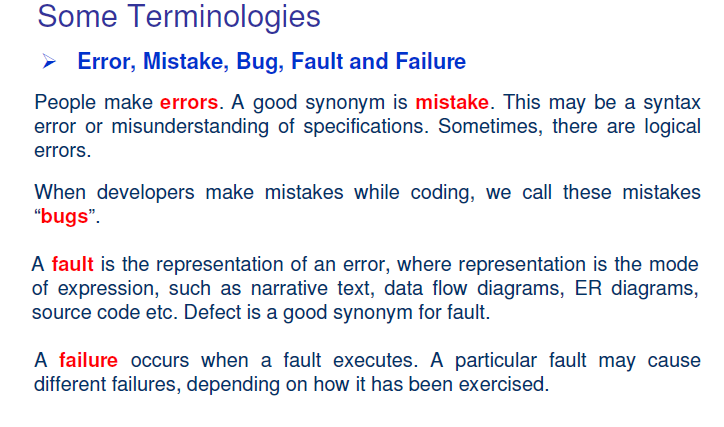 Some Terminologies
➢ Error, Mistake, Bug, Fault and Failure
People make errors. A good synonym is mistake. This may be a syntax
error or misunderstanding of specifications. Sometimes, there are logical
errors.
When developers make mistakes while coding, we call these mistakes
“bugs”.
A fault is the representation of an error, where representation is the mode
of expression, such as narrative text, data flow diagrams, ER diagrams,
source code etc. Defect is a good synonym for fault.
A failure occurs when a fault executes. A particular fault may cause
different failures, depending on how it has been exercised.